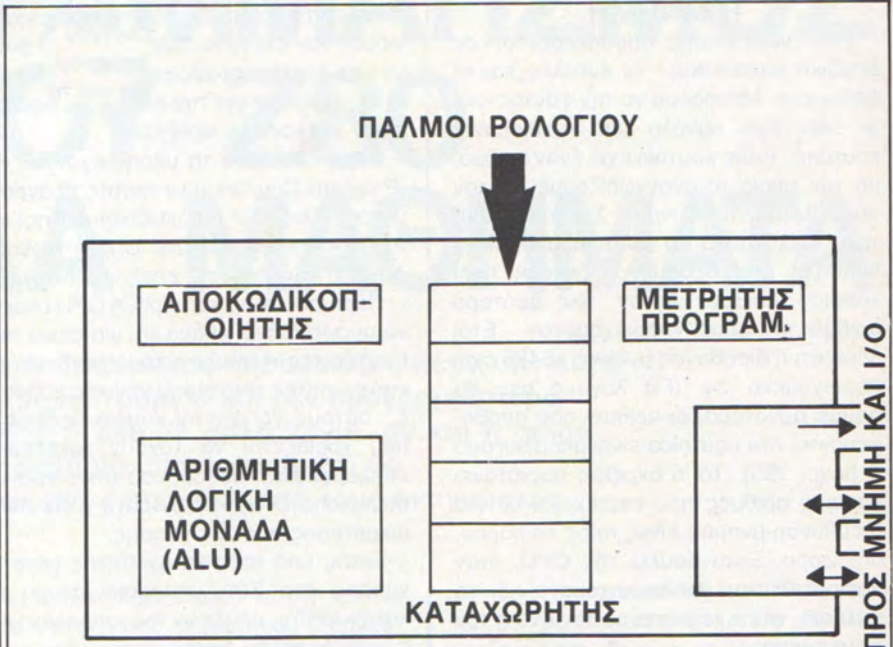 ΠΑΛΜΟΙ ΡΟΛΟΓΙΟΥ
ΑΠΟΚΩΔΙΚΟΠ-
ΟΙΗΤΗΣ
ΜΕΤΡΗΤΗΣ
ΠΡΟΓΡΑΜ.
ΑΡΙΘΜΗΤΙΚΗ
ΛΟΓΙΚΗ
ΜΟΝΑΔΑ
(ALU)
ΚΑΤΑΧΩΡΗΤΗΣ
ΠΡΟΣ ΜΝΗΜΗ ΚΑΙ Ι/Ο